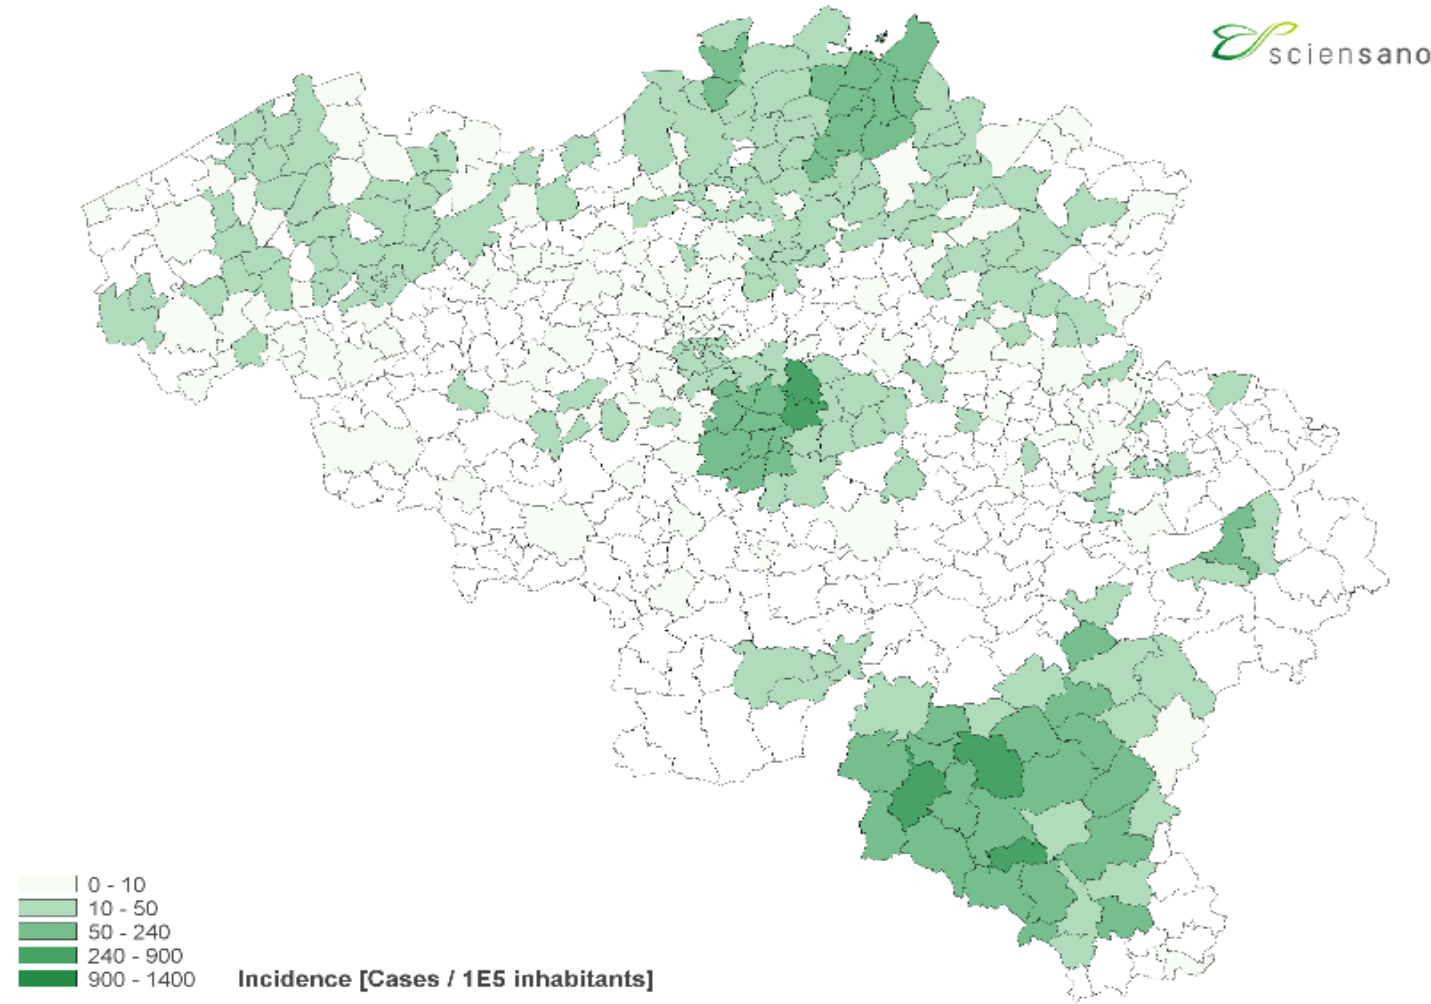 sciensano
0 - 10
10 - 50
50 - 240
240 - 900
900 - 1400
Incidence [Cases / 1E5 inhabitants]